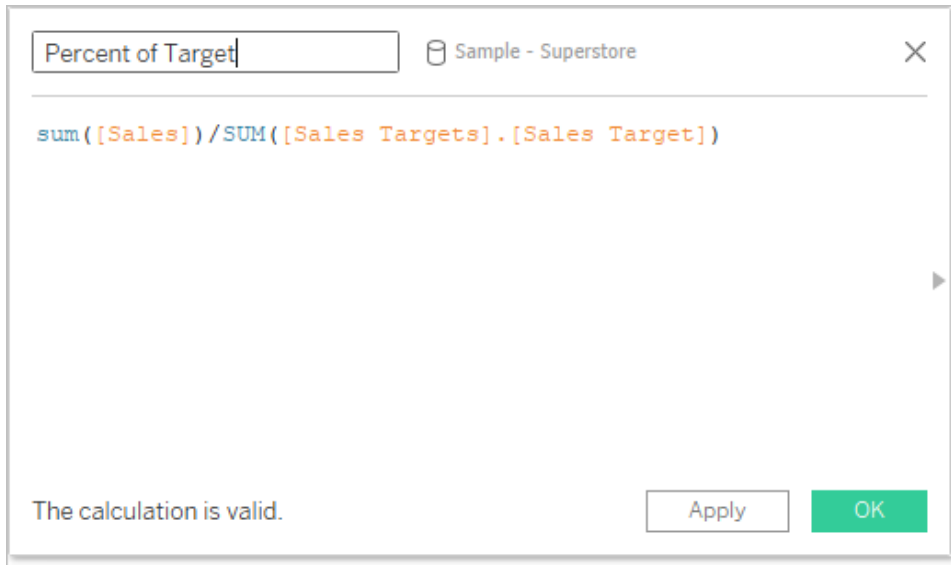 Percent of Target
Sample - Superstore
sum([Sales])/SUM([Sales Targets].[Sales Target])
The calculation is valid.
Apply
OK